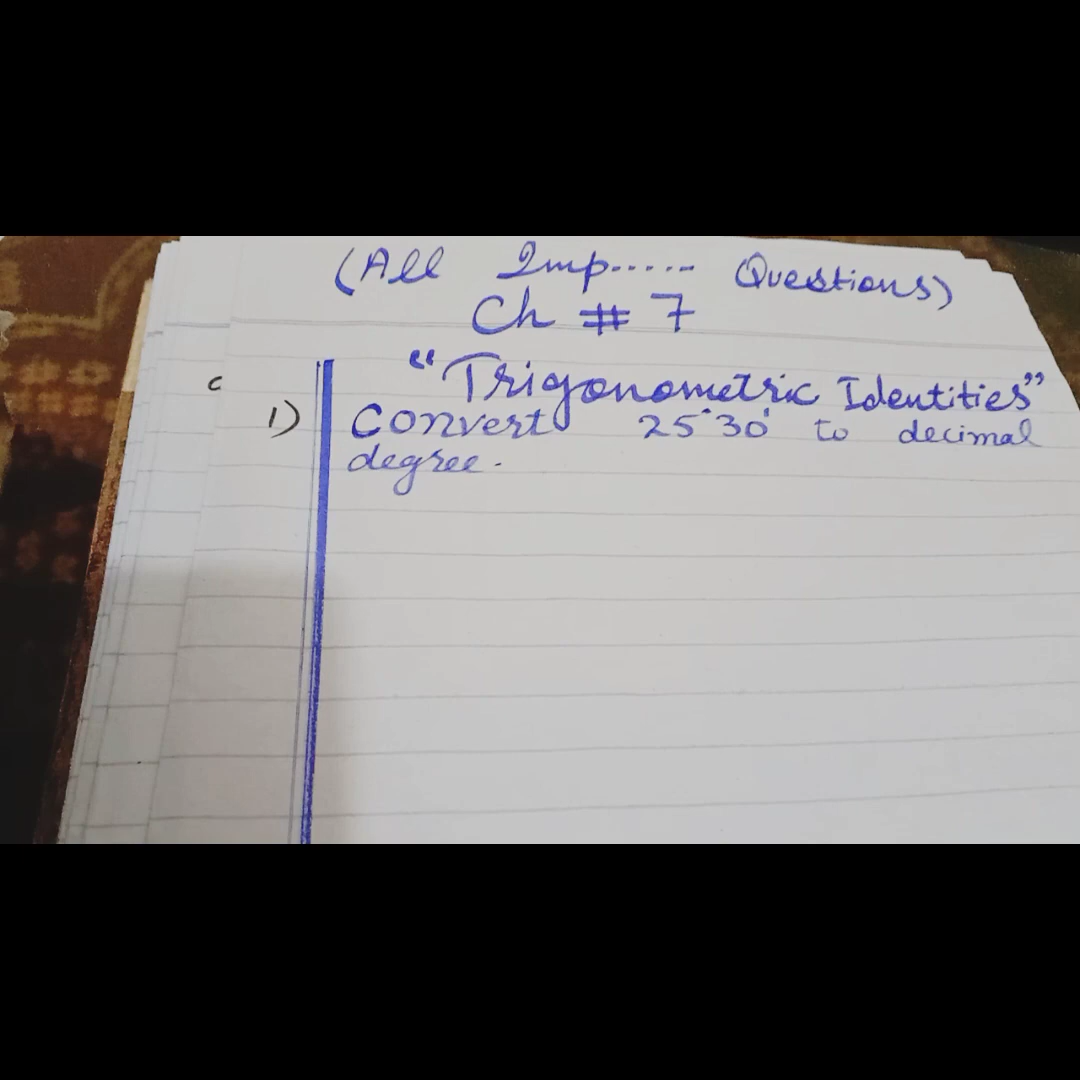 (All Imp..... Questions)
Ch # 7
"Trigonometric Identities"
1) Convert 25°30' to decimal
degree.